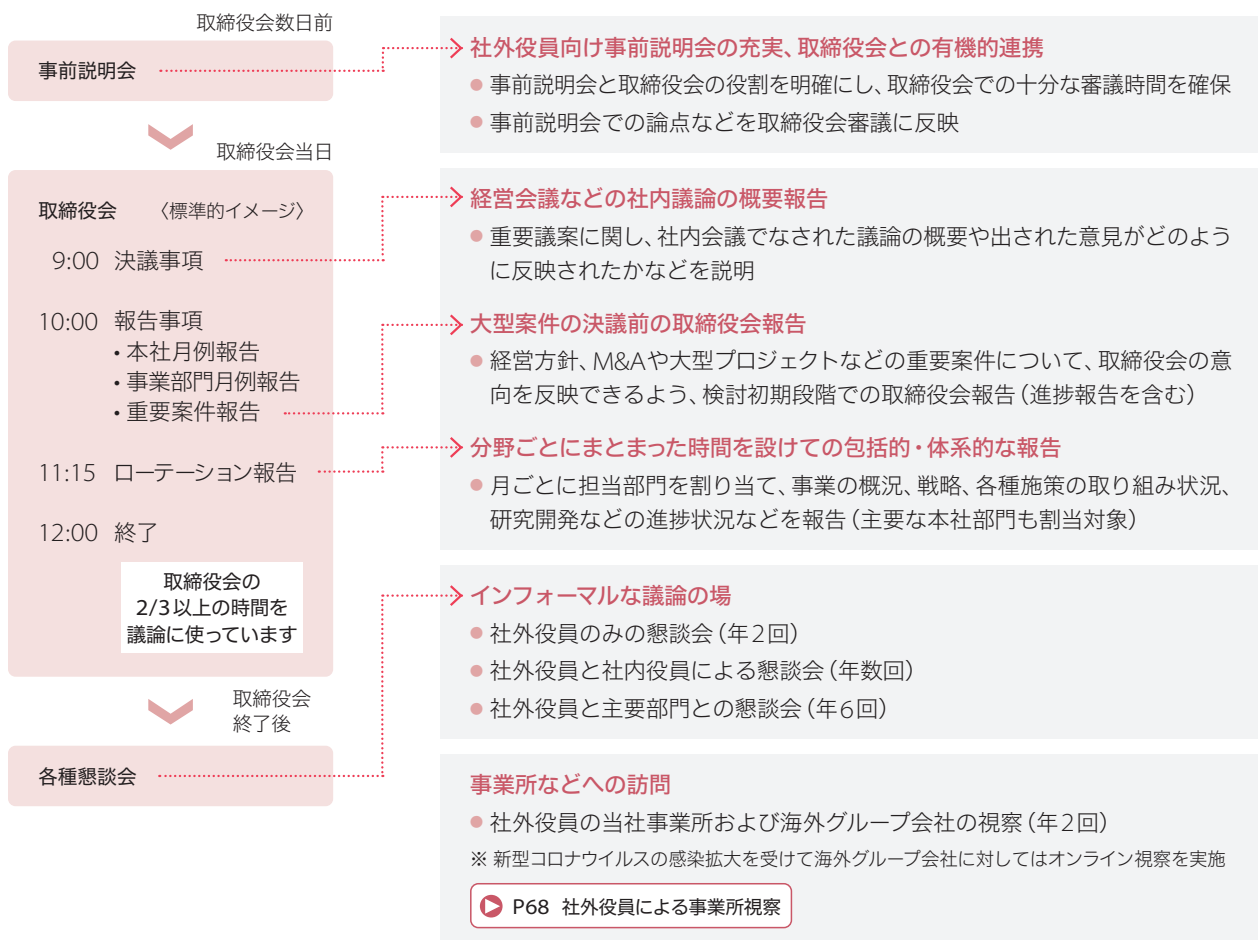 取締役会数日前
事前説明会
取締役会当日
取締役会 〈標準的イメージ〉
9:00 決議事項
10:00 報告事項
・本社月例報告
・事業部門月例報告
・重要案件報告
11:15 ローテーション報告
12:00 終了
取締役会の
2/3以上の時間を
議論に使っています
取締役会
終了後
各種懇談会
社外役員向け事前説明会の充実、取締役会との有機的連携
● 事前説明会と取締役会の役割を明確にし、取締役会での十分な審議時間を確保
● 事前説明会での論点などを取締役会審議に反映
経営会議などの社内議論の概要報告
● 重要議案に関し、社内会議でなされた議論の概要や出された意見がどのよう
に反映されたかなどを説明
大型案件の決議前の取締役会報告
● 経営方針、M&Aや大型プロジェクトなどの重要案件について、取締役会の意
向を反映できるよう、検討初期段階での取締役会報告（進捗報告を含む）
分野ごとにまとまった時間を設けての包括的・体系的な報告
● 月ごとに担当部門を割り当て、事業の概況、戦略、各種施策の取り組み状況、
研究開発などの進捗状況などを報告（主要な本社部門も割当対象）
インフォーマルな議論の場
● 社外役員のみの懇談会（年2回）
● 社外役員と社内役員による懇談会（年数回）
● 社外役員と主要部門との懇談会（年6回）
事業所などへの訪問
● 社外役員の当社事業所および海外グループ会社の視察（年2回）
※ 新型コロナウイルスの感染拡大を受けて海外グループ会社に対してはオンライン視察を実施
P68 社外役員による事業所視察